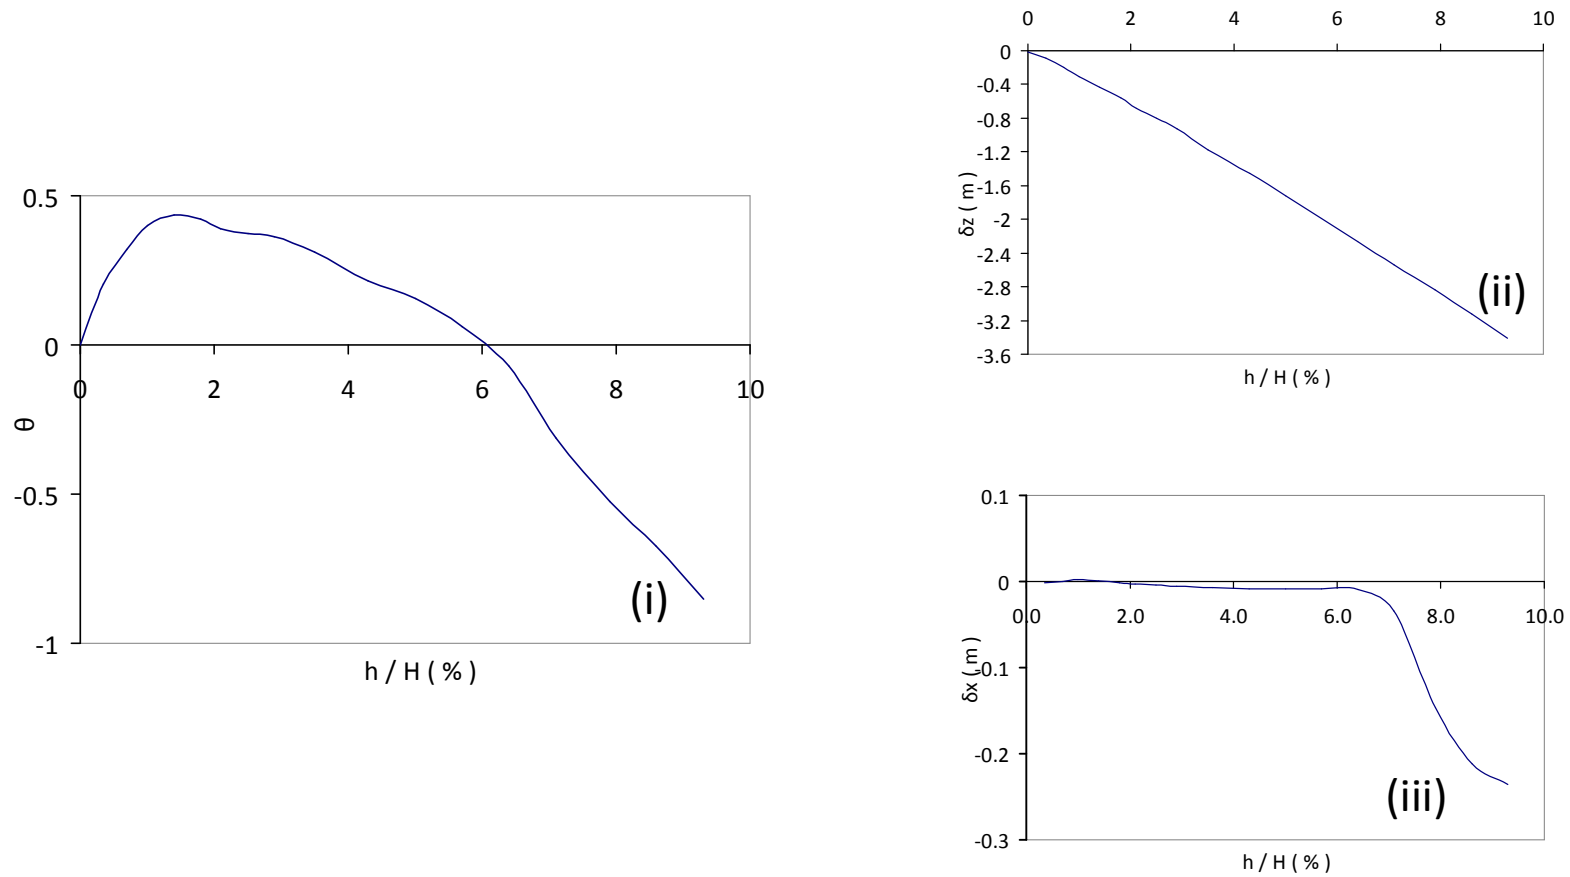 0.5
0
-0.5
-1
0 2 4 6 8 10
θ
h / H ( % )
(i)
0 2 4 6 8 10
0
-0.4
-0.8
-1.2
-1.6
-2
-2.4
-2.8
-3.2
-3.6
δz ( m )
h / H ( % )
(ii)
0.1
0
-0.1
-0.2
-0.3
0.0 2.0 4.0 6.0 8.0 10.0
δx ( m )
h / H ( % )
(iii)